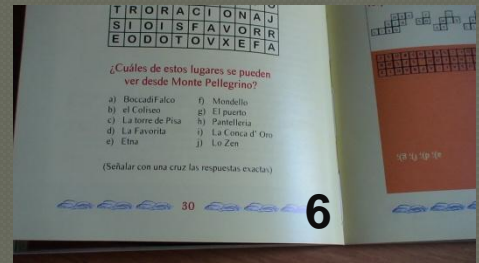 T R O R A C I O N A J
S I O I S F A V O R R
E O D O T O V X E F A
¿Cuáles de estos lugares se pueden
ver desde Monte Pellegrino?
a) BoccadiFalco
b) el Coliseo
c) La torre de Pisa
d) La Favorita
e) Etna
f) Mondello
g) El puerto
h) Pantelleria
i) La Conca d' Oro
j) Lo Zen
(Señalar con una cruz las respuestas exactas)
30
6